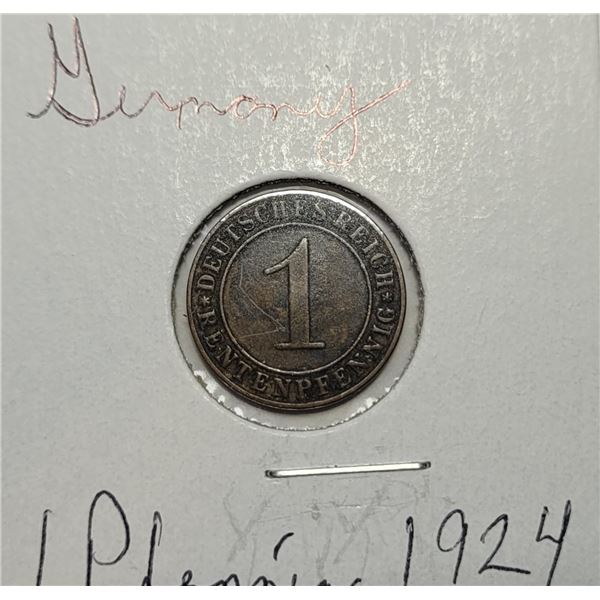 Germany
DEUTSCHES REICH
1
*RENTENPFENNIG*
1 Pfennig 1924